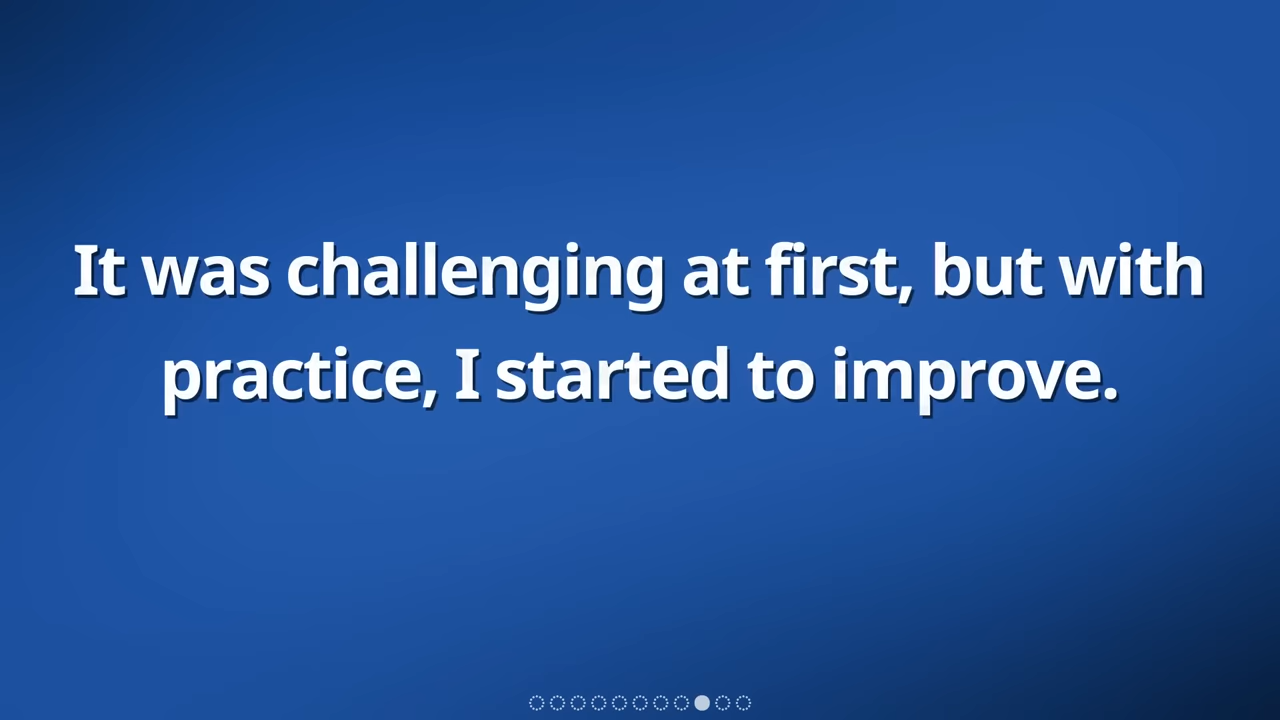 It was challenging at first, but with
practice, I started to improve.